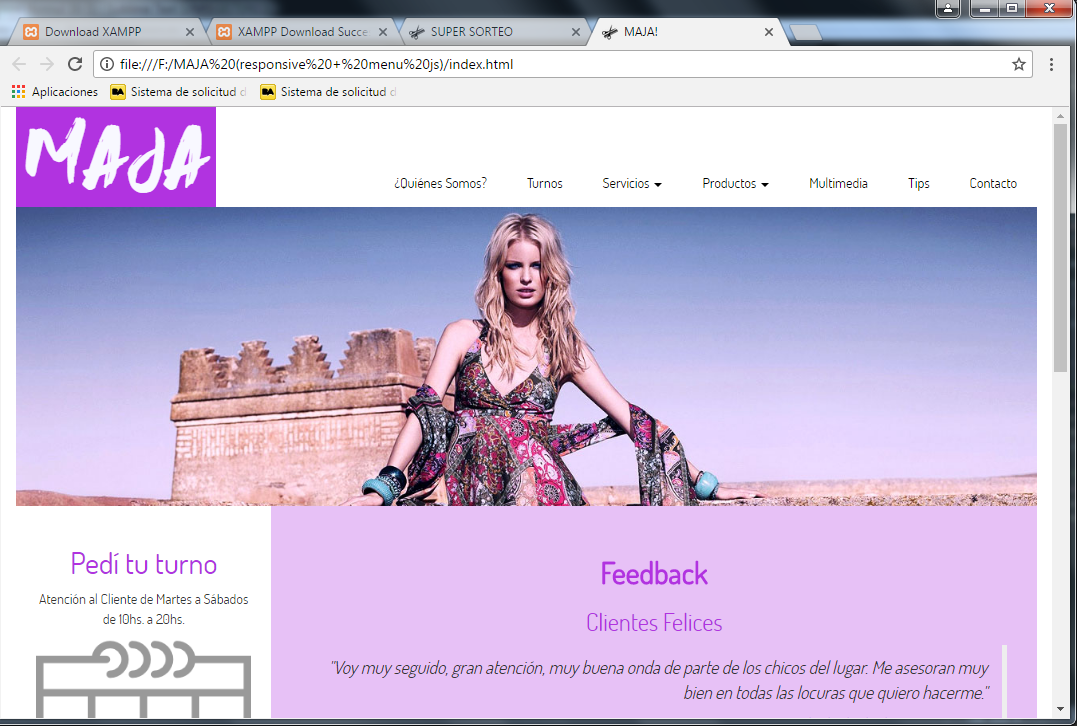 Download XAMPP
XAMPP Download Succe
SUPER SORTEO
MAJA!
file:///F:/MAJA%20(responsive%20+%20menu%20js)/index.html
Aplicaciones
BA Sistema de solicitud d
BA Sistema de solicitud d
MAJA
¿Quiénes Somos?
Turnos
Servicios
Productos
Multimedia
Tips
Contacto
Pedí tu turno
Atención al Cliente de Martes a Sábados
de 10hs. a 20hs.
Feedback
Clientes Felices
"Voy muy seguido, gran atención, muy buena onda de parte de los chicos del lugar. Me asesoran muy
bien en todas las locuras que quiero hacerme."